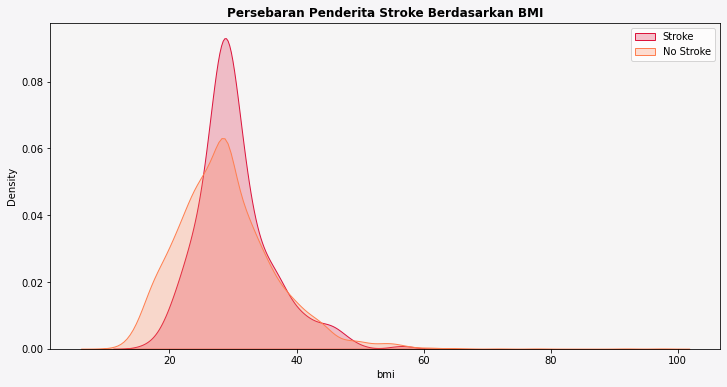 Persebaran Penderita Stroke Berdasarkan BMI
Stroke
No Stroke
Density
0.08
0.06
0.04
0.02
0.00
20
40
60
80
100
bmi